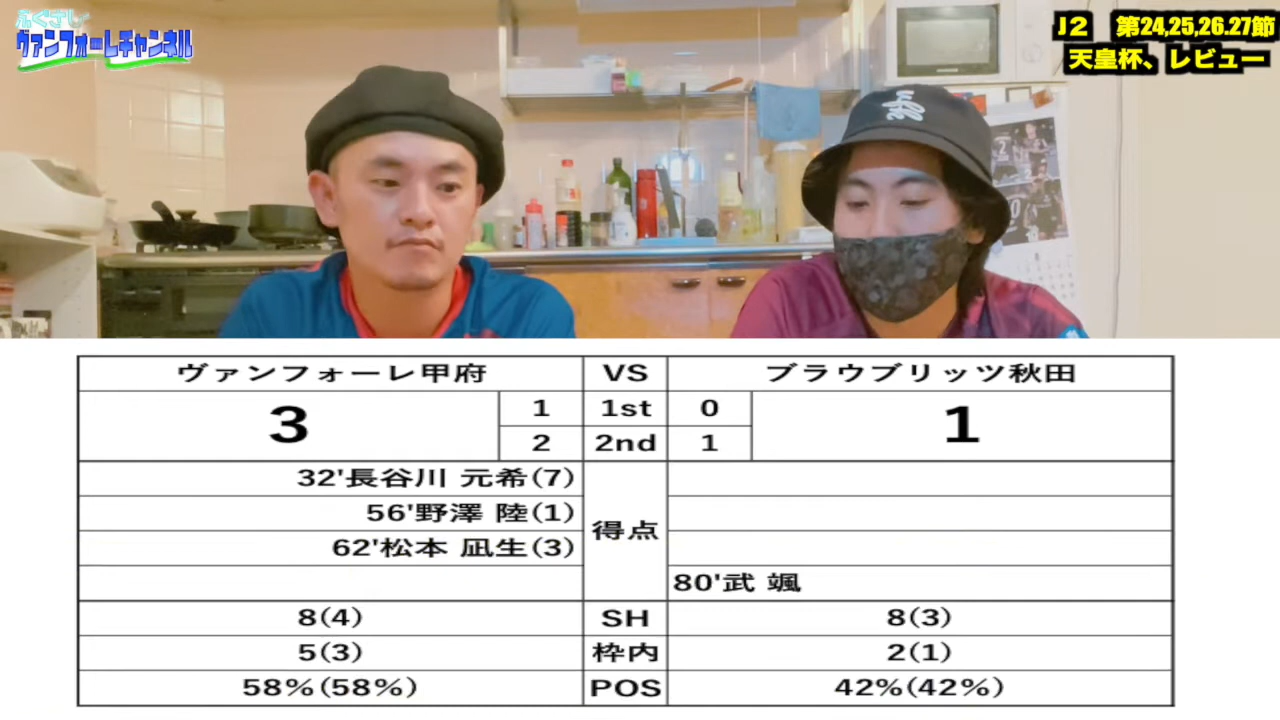 ふぐさし
ヴァンフォーレチャンネル
J2 第24,25,26.27節
天皇杯、レビュー
ヴァンフォーレ甲府 VS ブラウブリッツ秋田
3 1 1st 0 1
2 2nd 1
32'長谷川 元希(7)
56'野澤 陸(1)
得点
62'松本 凪生(3)
80'武 颯
8(4) SH 8(3)
5(3) 枠内 2(1)
58%(58%) POS 42%(42%)